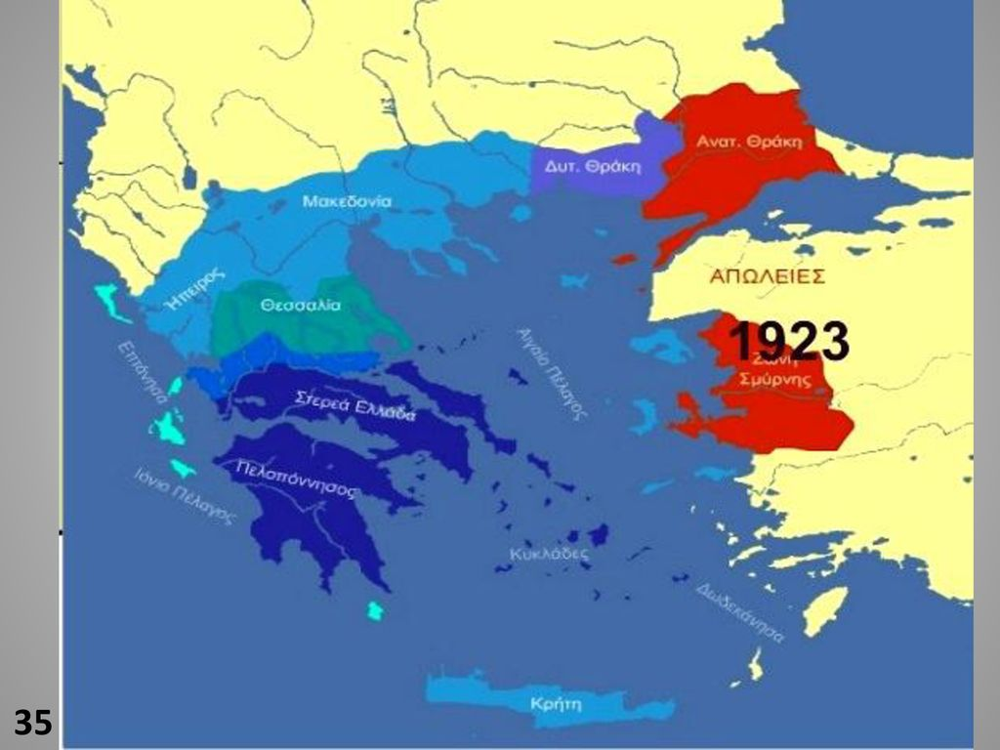 Ανατ. Θράκη
Δυτ. Θράκη
Μακεδονία
Ήπειρος
Θεσσαλία
ΑΠΩΛΕΙΕΣ
1923
Ζώνη
Σμύρνης
Αιγαίο Πέλαγος
Επτάνησα
Στερεά Ελλάδα
Πελοπόννησος
Ιόνιο Πέλαγος
Κυκλάδες
Δωδεκάνησα
Κρήτη
35